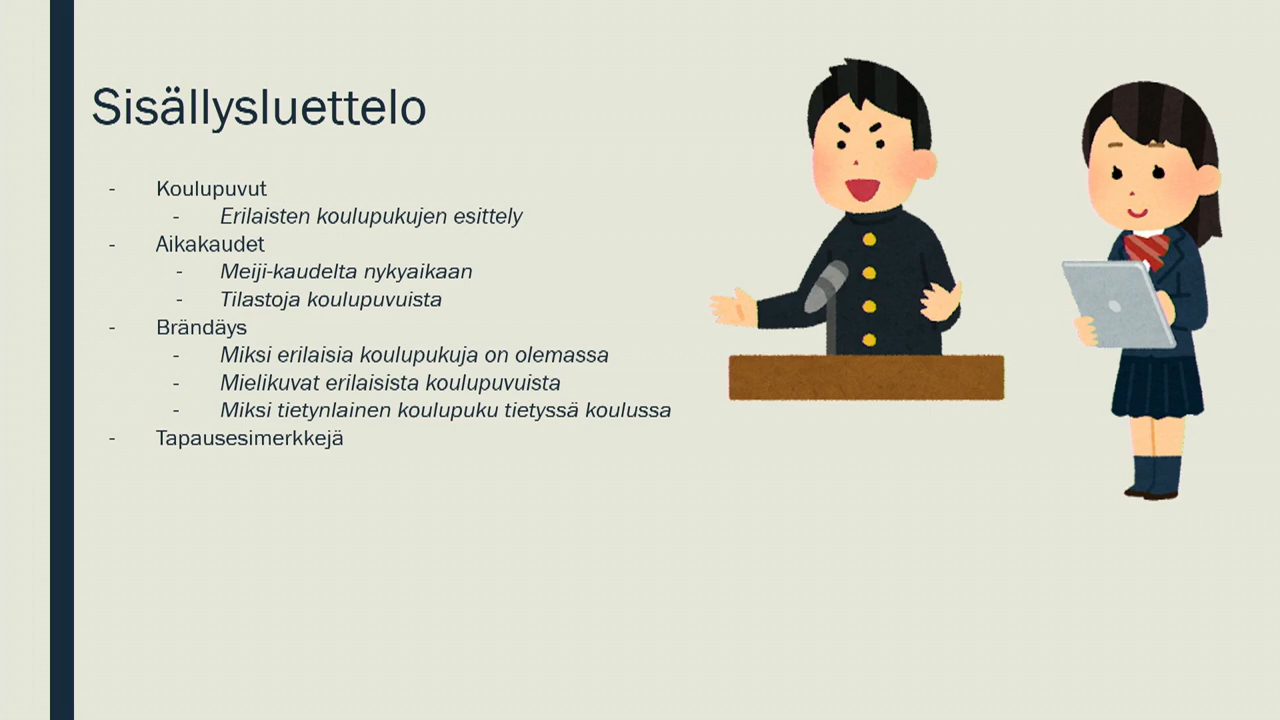 Sisällysluettelo
- Koulupuvut
- Erilaisten koulupukujen esittely
- Aikakaudet
- Meiji-kaudelta nykyaikaan
- Tilastoja koulupuvuista
- Brändäys
- Miksi erilaisia koulupukuja on olemassa
- Mielikuvat erilaisista koulupuvuista
- Miksi tietynlainen koulupuku tietyssä koulussa
- Tapausesimerkkejä